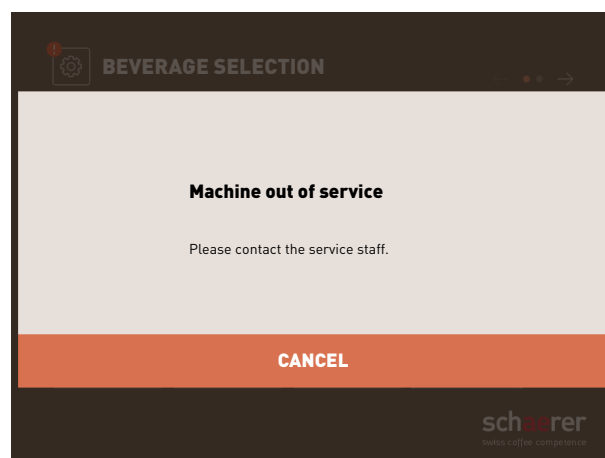 !
BEVERAGE SELECTION
Machine out of service
Please contact the service staff.
CANCEL
schaerer
swiss coffee competence